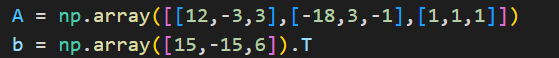 A = np.array([[12,-3,3],[-18,3,-1],[1,1,1]])
b = np.array([15,-15,6]).T